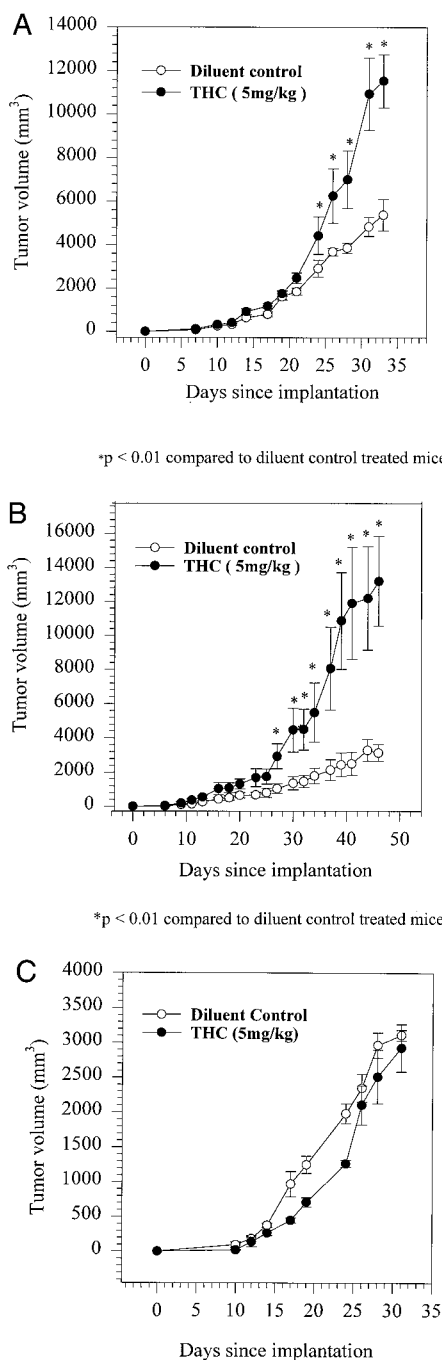 A
14000
12000
10000
8000
6000
4000
2000
0
Tumor volume (mm3)
Diluent control
THC ( 5mg/kg )
* * * * *
0 5 10 15 20 25 30 35
Days since implantation
*p < 0.01 compared to diluent control treated mice
B
16000
14000
12000
10000
8000
6000
4000
2000
0
Tumor volume (mm3)
Diluent control
THC ( 5mg/kg )
* * * * * * * * *
0 10 20 30 40 50
Days since implantation
*p < 0.01 compared to diluent control treated mice
C
4000
3500
3000
2500
2000
1500
1000
500
0
Tumor volume (mm3)
Diluent Control
THC (5mg/kg)
0 5 10 15 20 25 30 35
Days since implantation